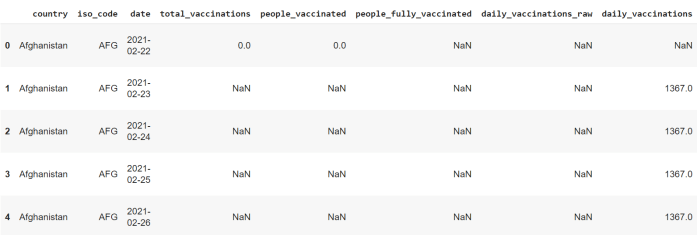 country iso_code date total_vaccinations people_vaccinated people_fully_vaccinated daily_vaccinations_raw daily_vaccinations
0 Afghanistan AFG 2021-
02-22 0.0 0.0 NaN NaN NaN
1 Afghanistan AFG 2021-
02-23 NaN NaN NaN NaN 1367.0
2 Afghanistan AFG 2021-
02-24 NaN NaN NaN NaN 1367.0
3 Afghanistan AFG 2021-
02-25 NaN NaN NaN NaN 1367.0
4 Afghanistan AFG 2021-
02-26 NaN NaN NaN NaN 1367.0